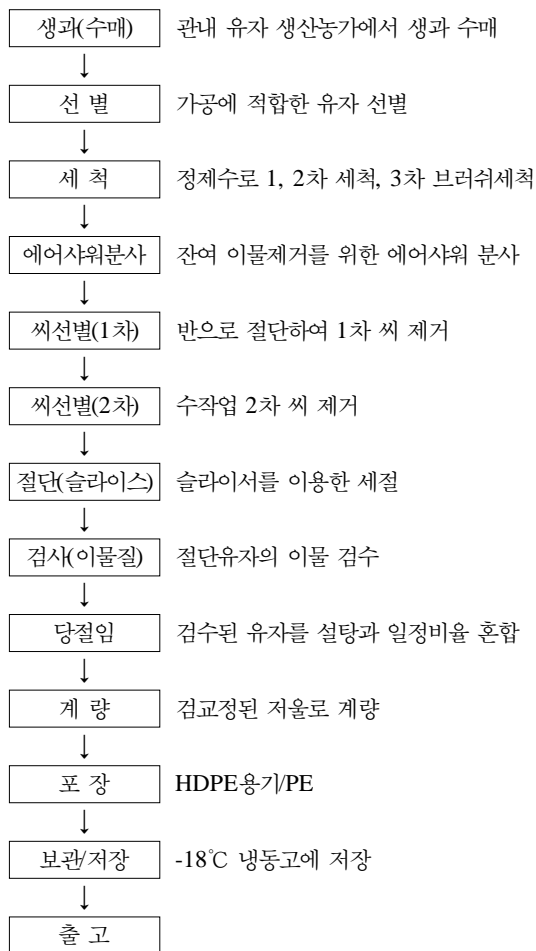 생과(수매) 관내 유자 생산농가에서 생과 수매
↓
선 별 가공에 적합한 유자 선별
↓
세 척 정제수로 1, 2차 세척, 3차 브러쉬세척
↓
에어샤워분사 잔여 이물제거를 위한 에어샤워 분사
↓
씨선별(1차) 반으로 절단하여 1차 씨 제거
↓
씨선별(2차) 수작업 2차 씨 제거
↓
절단(슬라이스) 슬라이서를 이용한 세절
↓
검사(이물질) 절단유자의 이물 검수
↓
당절임 검수된 유자를 설탕과 일정비율 혼합
↓
계 량 검교정된 저울로 계량
↓
포 장 HDPE용기/PE
↓
보관/저장 -18℃ 냉동고에 저장
↓
출 고